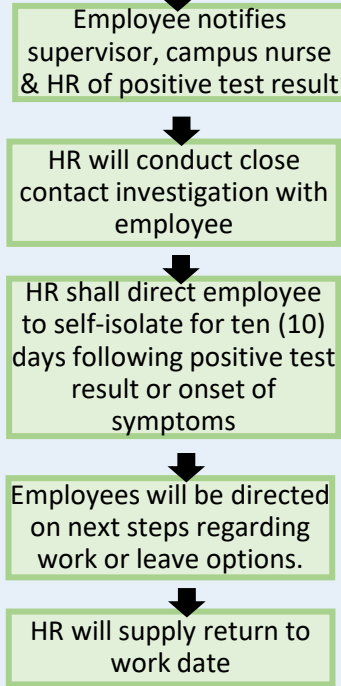 Employee notifies
supervisor, campus nurse
& HR of positive test result
HR will conduct close
contact investigation with
employee
HR shall direct employee
to self-isolate for ten (10)
days following positive test
result or onset of
symptoms
Employees will be directed
on next steps regarding
work or leave options.
HR will supply return to
work date